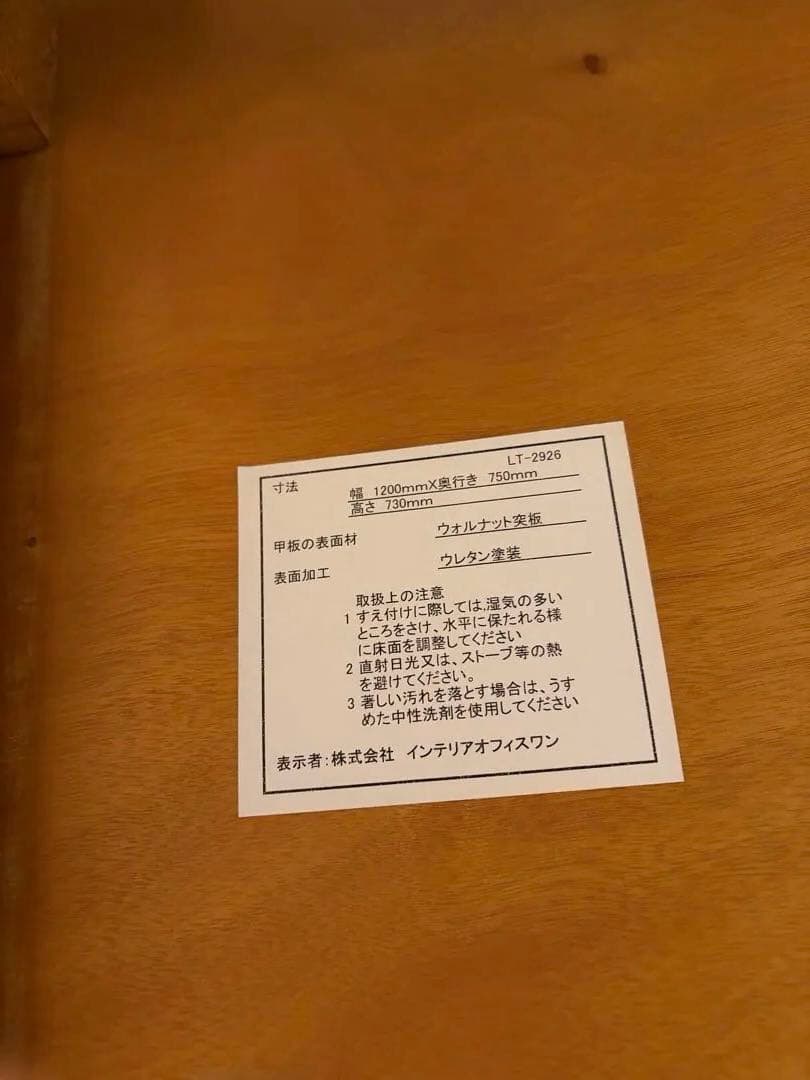 LT-2926
寸法 幅 1200mmX奥行き 750mm
高さ 730mm
甲板の表面材 ウォルナット突板
表面加工 ウレタン塗装
取扱上の注意
1 すえ付けに際しては、湿気の多い
ところをさけ、水平に保たれる様
に床面を調整してください
2 直射日光又は、ストーブ等の熱
を避けてください。
3 著しい汚れを落とす場合は、うす
めた中性洗剤を使用してください
表示者:株式会社 インテリアオフィスワン